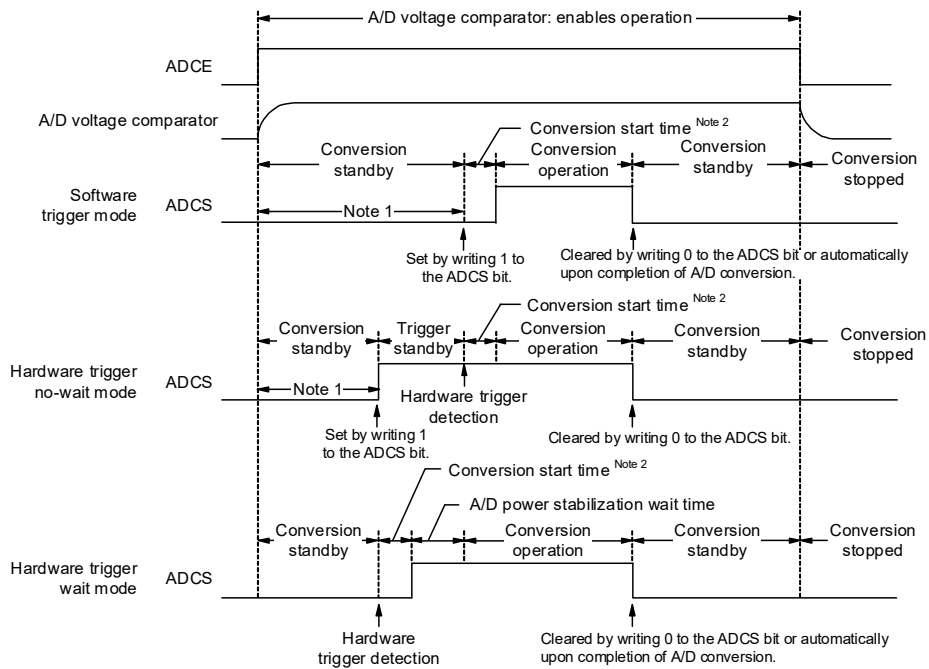 A/D voltage comparator: enables operation
ADCE
A/D voltage comparator
Conversion start time Note 2
Conversion
standby
Conversion
operation
Conversion
standby
Conversion
stopped
Software
trigger mode
ADCS
Note 1
Set by writing 1 to
the ADCS bit.
Cleared by writing 0 to the ADCS bit or automatically
upon completion of A/D conversion.
Conversion start time Note 2
Conversion
standby
Trigger
standby
Conversion
operation
Conversion
standby
Conversion
stopped
Hardware trigger
no-wait mode
ADCS
Note 1
Hardware trigger
detection
Set by writing 1
to the ADCS bit.
Cleared by writing 0 to the ADCS bit.
Conversion start time Note 2
A/D power stabilization wait time
Conversion
standby
Conversion
operation
Conversion
standby
Conversion
stopped
Hardware trigger
wait mode
ADCS
Hardware
trigger detection
Cleared by writing 0 to the ADCS bit or automatically
upon completion of A/D conversion.